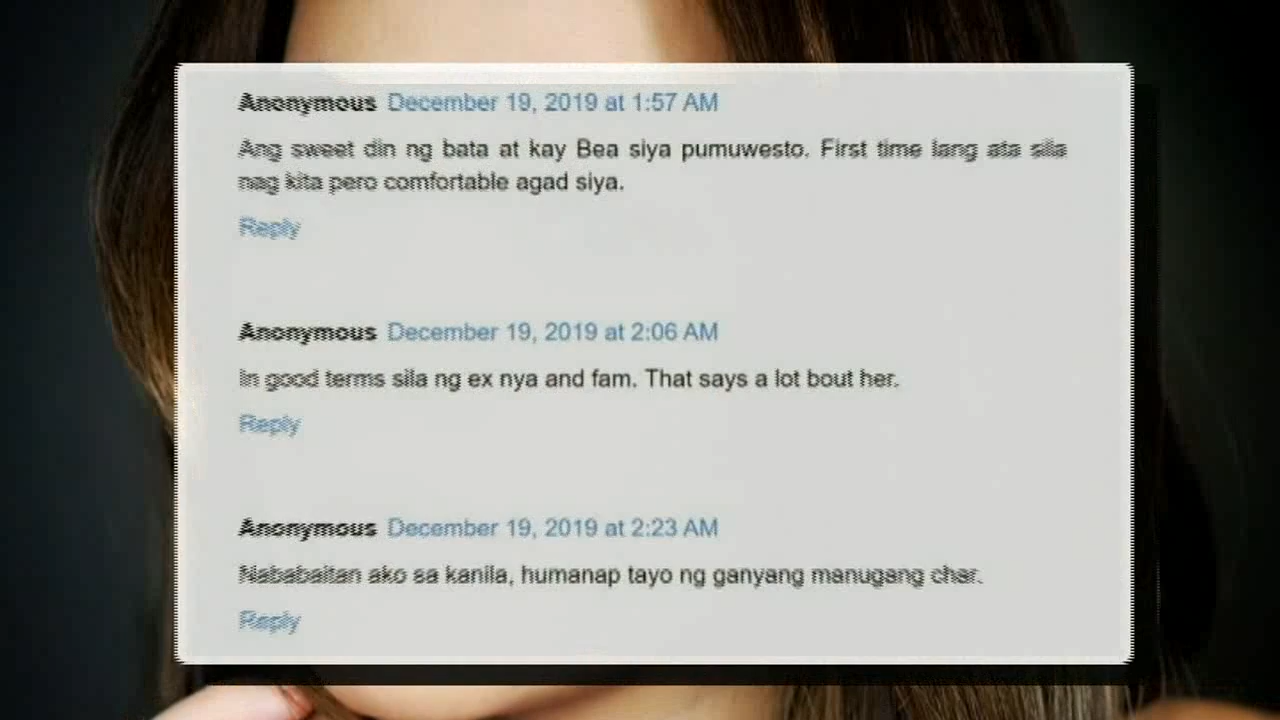 Anonymous December 19, 2019 at 1:57 AM
Ang sweet din ng bata at kay Bea siya pumuwesto. First time lang ata sila
nag kita pero comfortable agad siya.
Reply
Anonymous December 19, 2019 at 2:06 AM
In good terms sila ng ex nya and fam. That says a lot bout her.
Reply
Anonymous December 19, 2019 at 2:23 AM
Nababaitan ako sa kanila, humanap tayo ng ganyang manugang char.
Reply